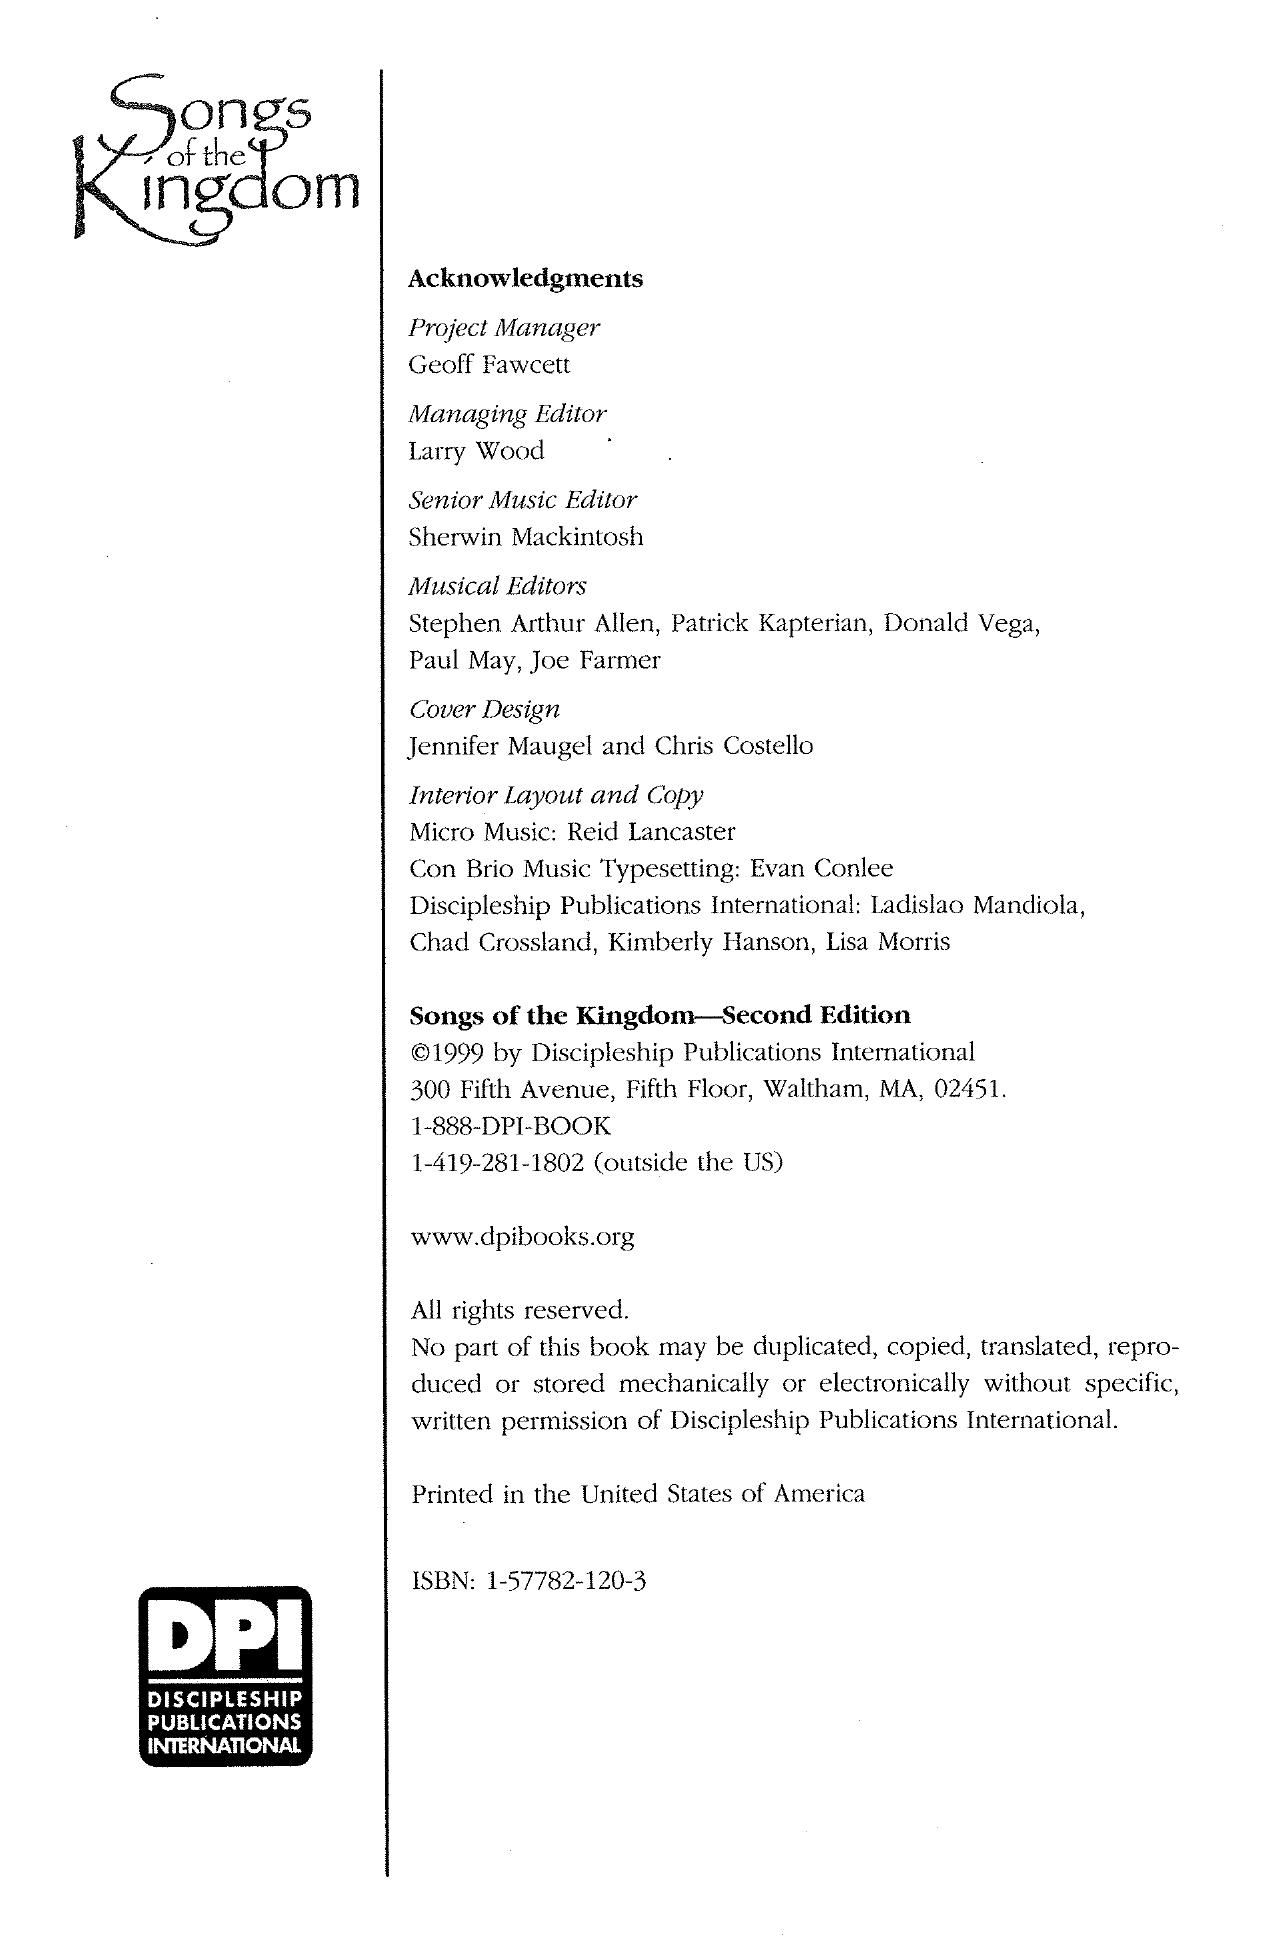 Songs
of the
Kingdom
Acknowledgments
Project Manager
Geoff Fawcett
Managing Editor
Larry Wood
Senior Music Editor
Sherwin Mackintosh
Musical Editors
Stephen Arthur Allen, Patrick Kapterian, Donald Vega,
Paul May, Joe Farmer
Cover Design
Jennifer Maugel and Chris Costello
Interior Layout and Copy
Micro Music: Reid Lancaster
Con Brio Music Typesetting: Evan Conlee
Discipleship Publications International: Ladislao Mandiola,
Chad Crossland, Kimberly Hanson, Lisa Morris
Songs of the Kingdom—Second Edition
©1999 by Discipleship Publications International
300 Fifth Avenue, Fifth Floor, Waltham, MA, 02451.
1-888-DPI-BOOK
1-419-281-1802 (outside the US)
www.dpibooks.org
All rights reserved.
No part of this book may be duplicated, copied, translated, repro-
duced or stored mechanically or electronically without specific,
written permission of Discipleship Publications International.
Printed in the United States of America
ISBN: 1-57782-120-3
DPI
DISCIPLESHIP
PUBLICATIONS
INTERNATIONAL